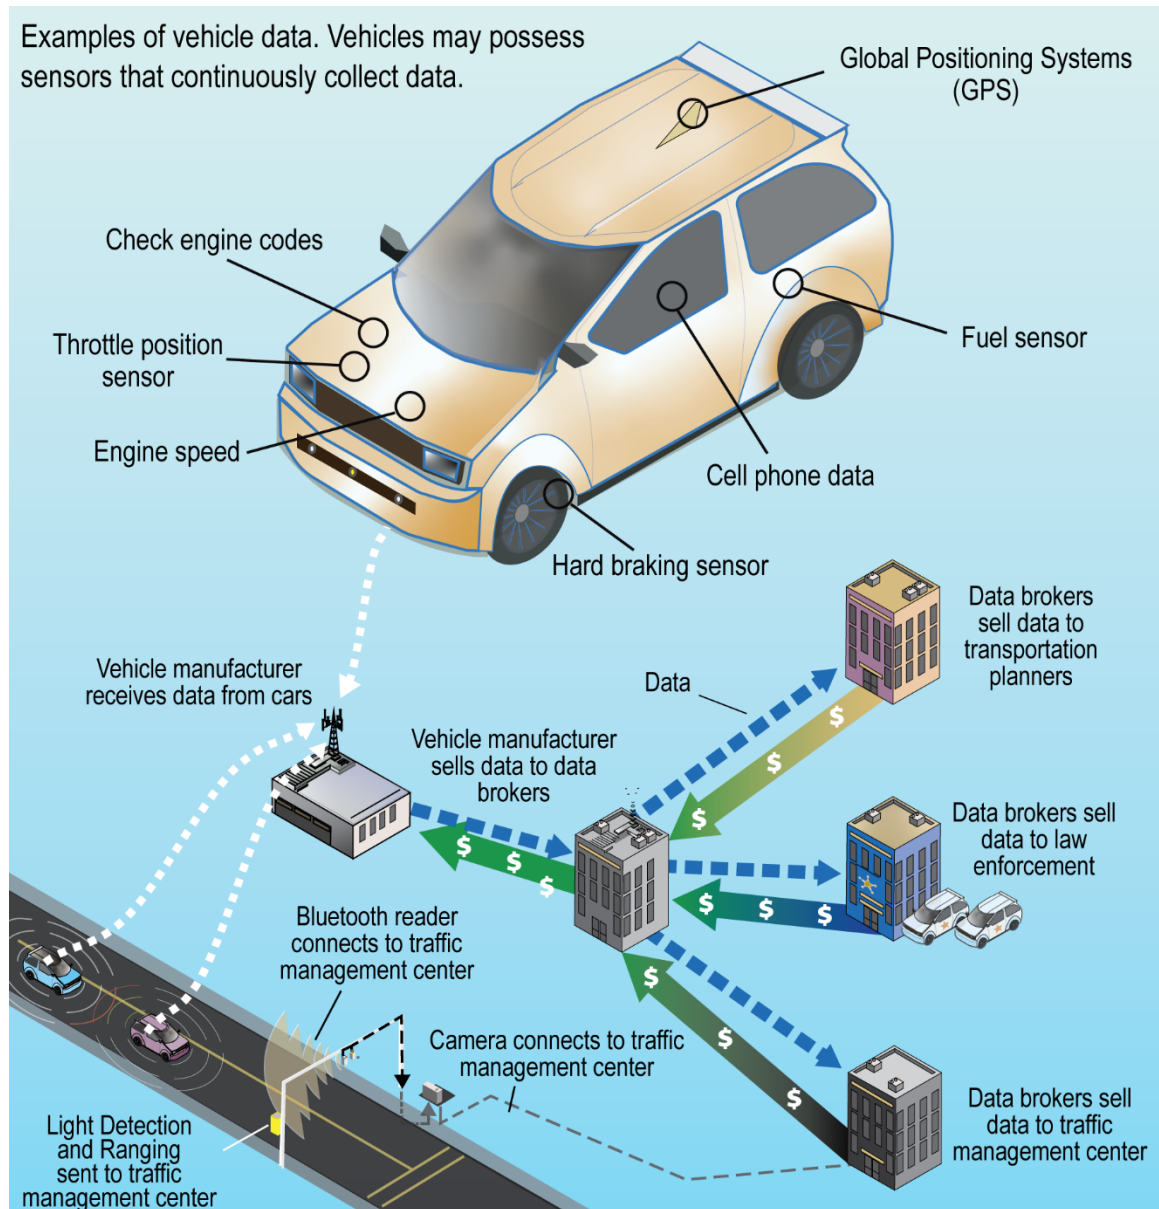 Examples of vehicle data. Vehicles may possess
sensors that continuously collect data.
Global Positioning Systems
(GPS)
Check engine codes
Throttle position
sensor
Engine speed
Fuel sensor
Cell phone data
Hard braking sensor
Vehicle manufacturer
receives data from cars
Data
Data brokers
sell data to
transportation
planners
$
$
Vehicle manufacturer
sells data to data
brokers
$
$
$
Data brokers sell
data to law
enforcement
$
$
$
Bluetooth reader
connects to traffic
management center
Camera connects to traffic
management center
$
$
$
Data brokers sell
data to traffic
management center
Light Detection
and Ranging
sent to traffic
management center